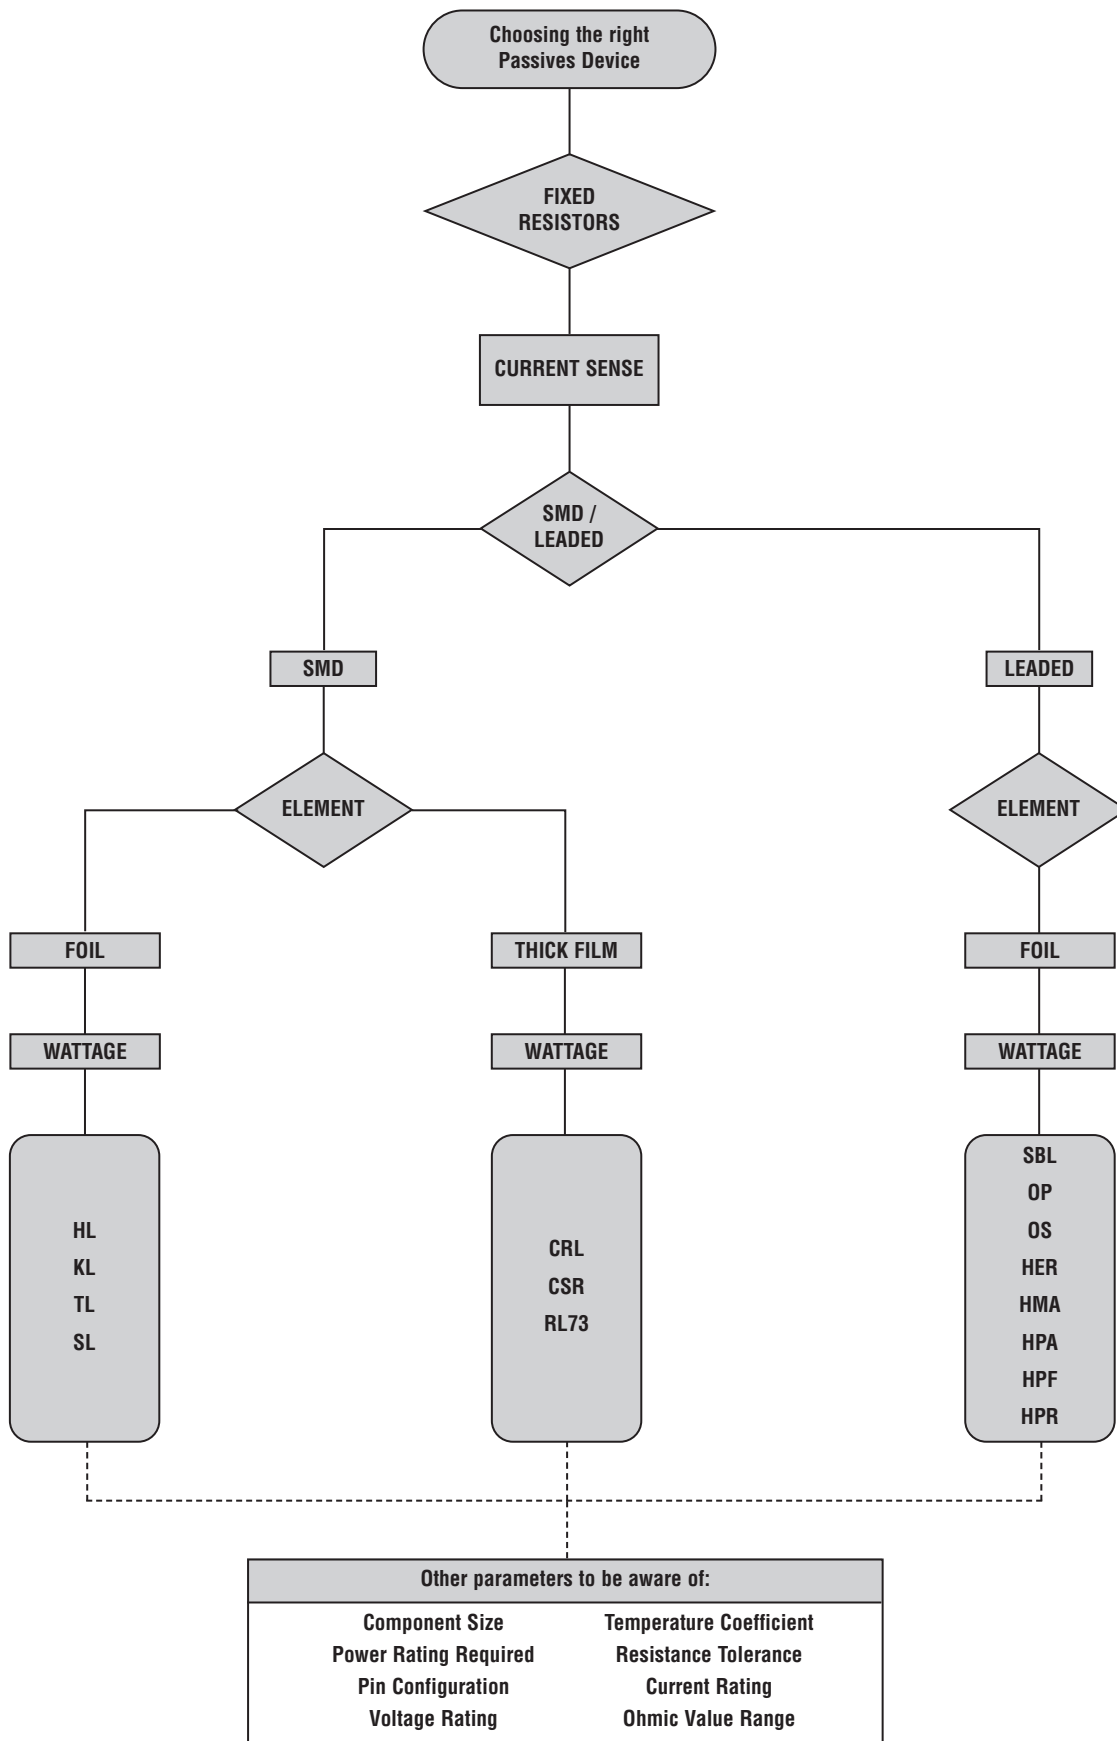 Choosing the right
Passives Device
FIXED
RESISTORS
CURRENT SENSE
SMD /
LEADED
SMD
LEADED
ELEMENT
ELEMENT
FOIL
THICK FILM
FOIL
WATTAGE
WATTAGE
WATTAGE
HL
KL
TL
SL
CRL
CSR
RL73
SBL
OP
OS
HER
HMA
HPA
HPF
HPR
Other parameters to be aware of:
Component Size
Power Rating Required
Pin Configuration
Voltage Rating
Temperature Coefficient
Resistance Tolerance
Current Rating
Ohmic Value Range